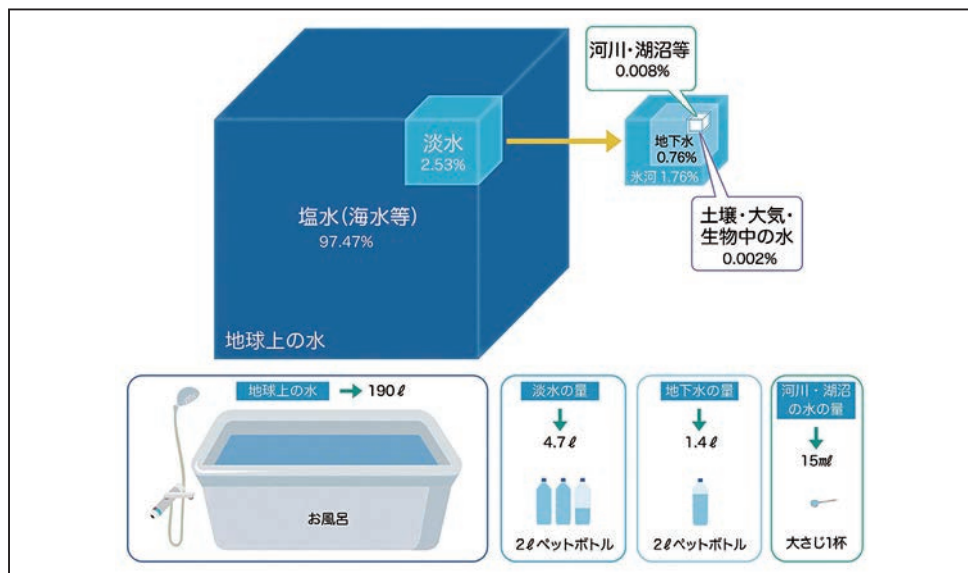 河川・湖沼等
0.008%
淡水
2.53%
地下水
0.76%
氷河 1.76%
塩水(海水等)
97.47%
土壌・大気・
生物中の水
0.002%
地球上の水
地球上の水 → 190ℓ
お風呂
淡水の量
4.7ℓ
2ℓペットボトル
地下水の量
1.4ℓ
2ℓペットボトル
河川・湖沼
の水の量
15㎖
大さじ1杯